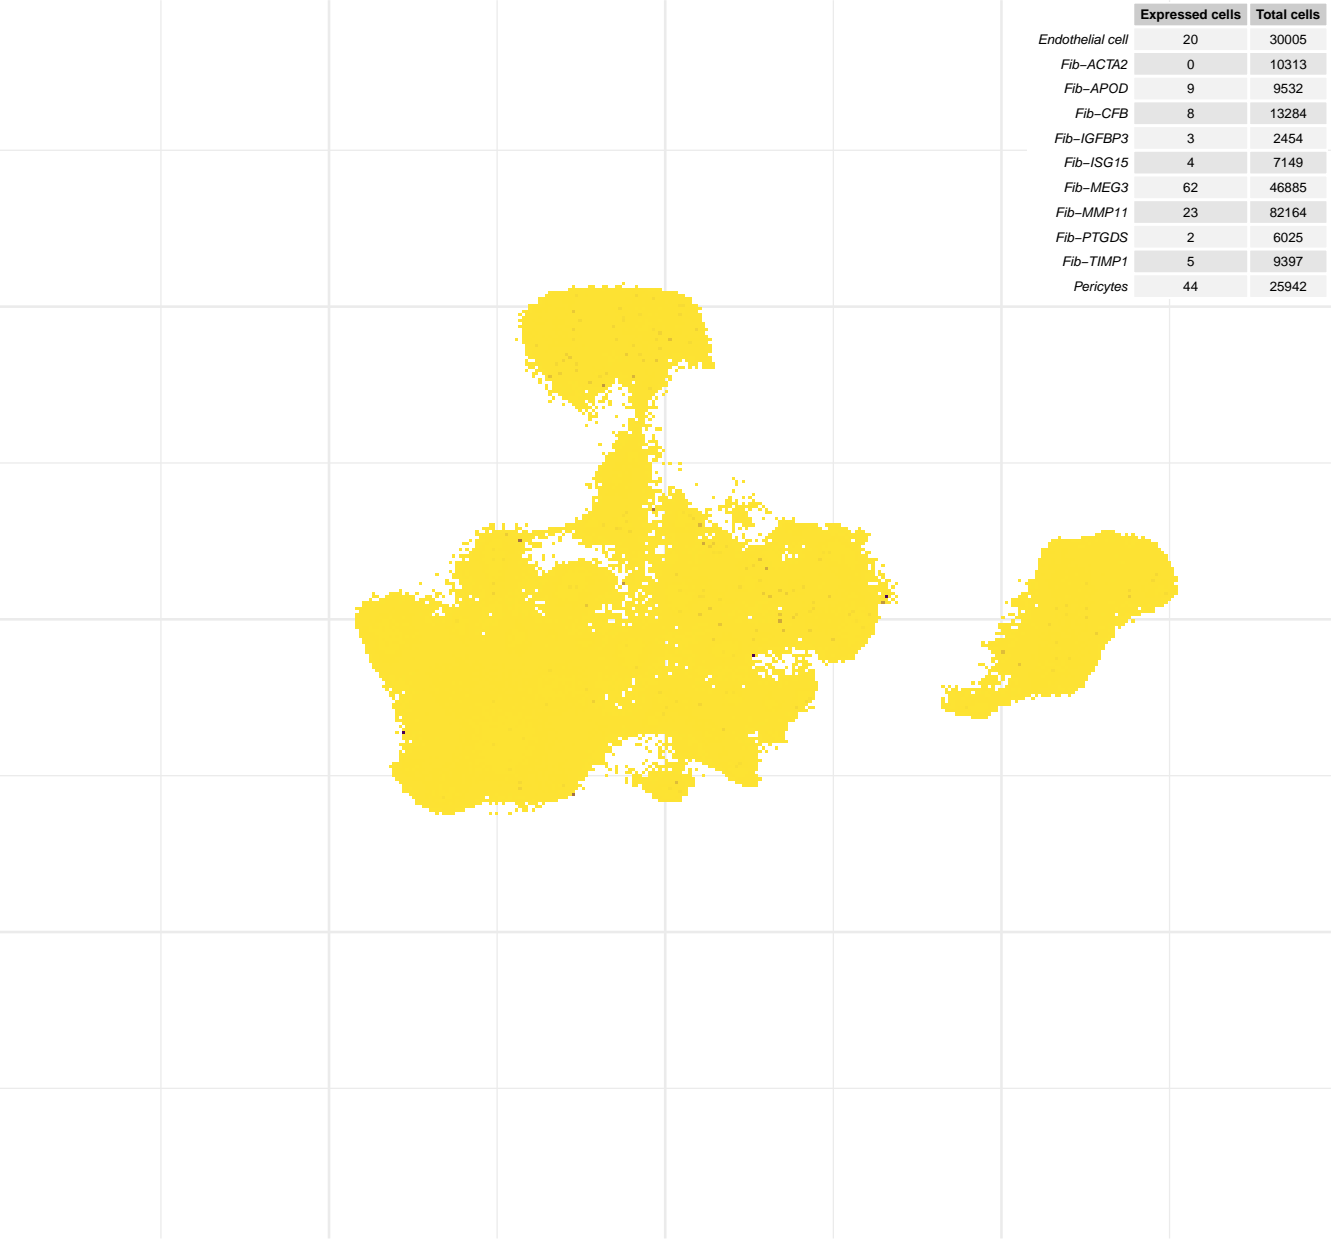 Expressed cells Total cells
Endothelial cell 20 30005
Fib−ACTA2 0 10313
Fib−APOD 9 9532
Fib−CFB 8 13284
Fib−IGFBP3 3 2454
Fib−ISG15 4 7149
Fib−MEG3 62 46885
Fib−MMP11 23 82164
Fib−PTGDS 2 6025
Fib−TIMP1 5 9397
Pericytes 44 25942